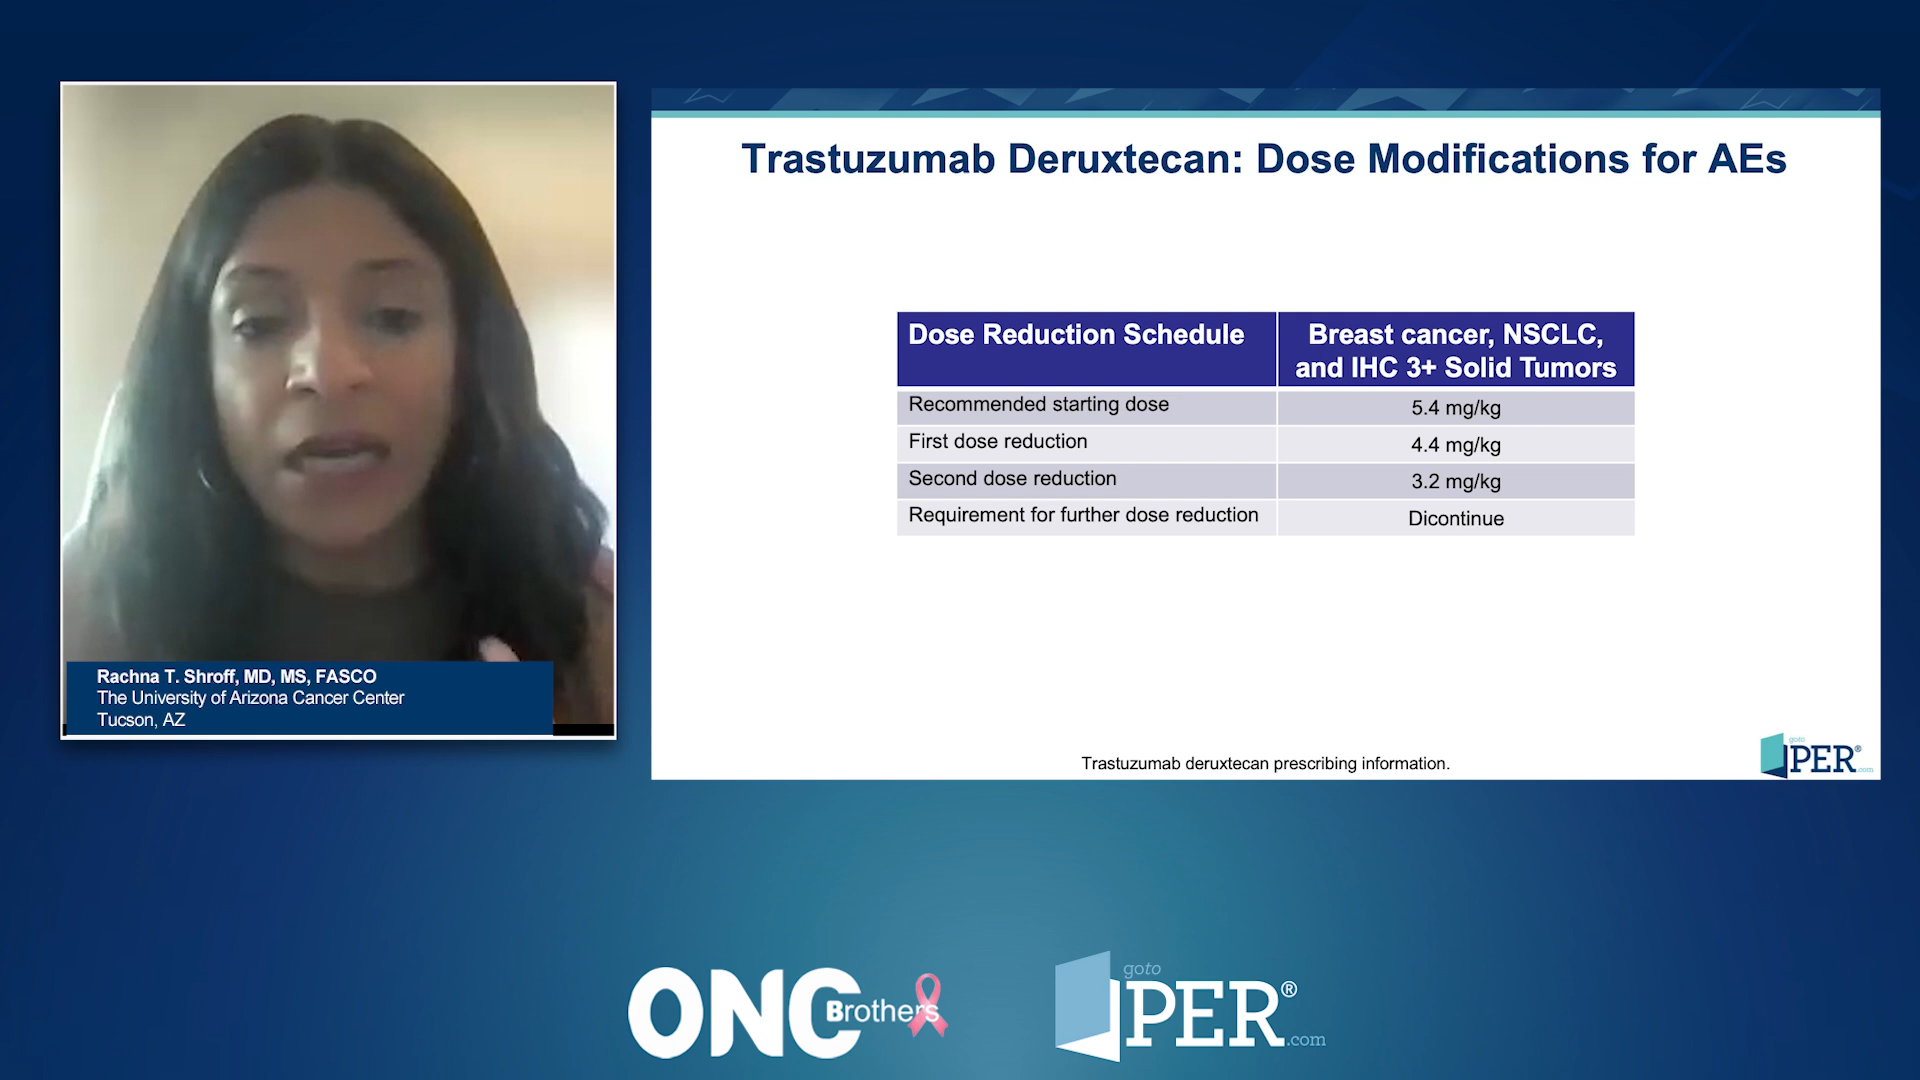 Trastuzumab Deruxtecan: Dose Modifications for AEs
Dose Reduction Schedule
Breast cancer, NSCLC,
and IHC 3+ Solid Tumors
Recommended starting dose
5.4 mg/kg
First dose reduction
4.4 mg/kg
Second dose reduction
3.2 mg/kg
Requirement for further dose reduction
Dicontinue
Trastuzumab deruxtecan prescribing information.
goto
PER®
.com
Rachna T. Shroff, MD, MS, FASCO
The University of Arizona Cancer Center
Tucson, AZ
ONC
Brothers
goto
PER®
.com